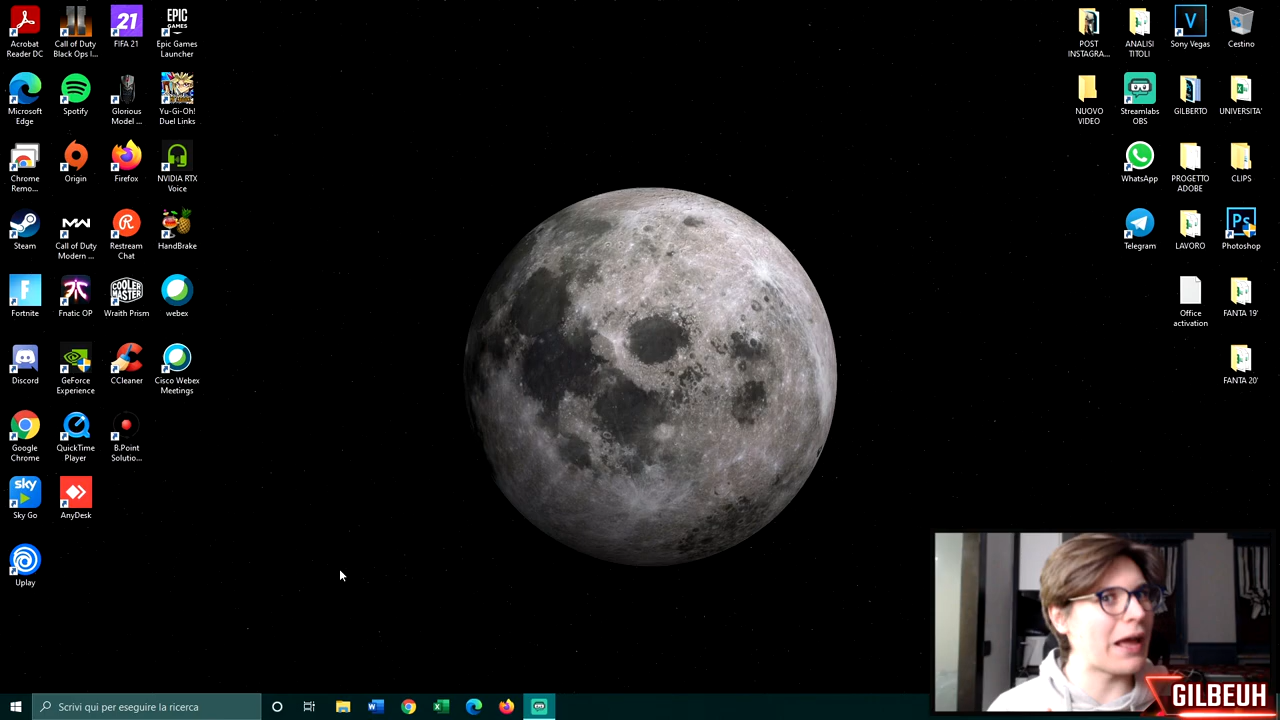 Acrobat
Reader DC
Call of Duty
Black Ops I...
21
FIFA 21
EPIC
GAMES
Epic Games
Launcher
POST
INSTAGRA...
ANALISI
TITOLI
V
Sony Vegas
Cestino
Microsoft
Edge
Spotify
Glorious
Model ...
Yu-Gi-Oh!
Duel Links
NUOVO
VIDEO
Streamlabs
OBS
GILBERTO
UNIVERSITA'
Chrome
Remo...
Origin
Firefox
NVIDIA RTX
Voice
WhatsApp
PROGETTO
ADOBE
CLIPS
Steam
Call of Duty
Modern ...
Restream
Chat
HandBrake
Telegram
LAVORO
Ps
Photoshop
Fortnite
Fnatic OP
COOLER
MASTER
Wraith Prism
webex
Office
activation
FANTA 19'
Discord
GeForce
Experience
CCleaner
Cisco Webex
Meetings
FANTA 20'
Google
Chrome
QuickTime
Player
B.Point
Solutio...
sky
Sky Go
AnyDesk
Uplay
Scrivi qui per eseguire la ricerca
GILBEUH